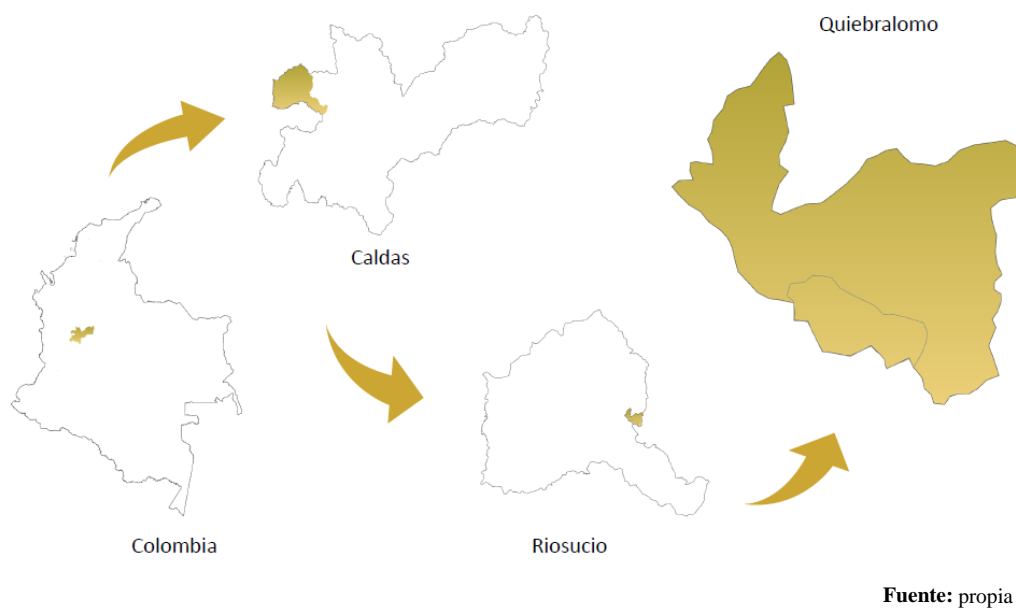 Quiebralomo
Caldas
Colombia
Riosucio
Fuente: propia